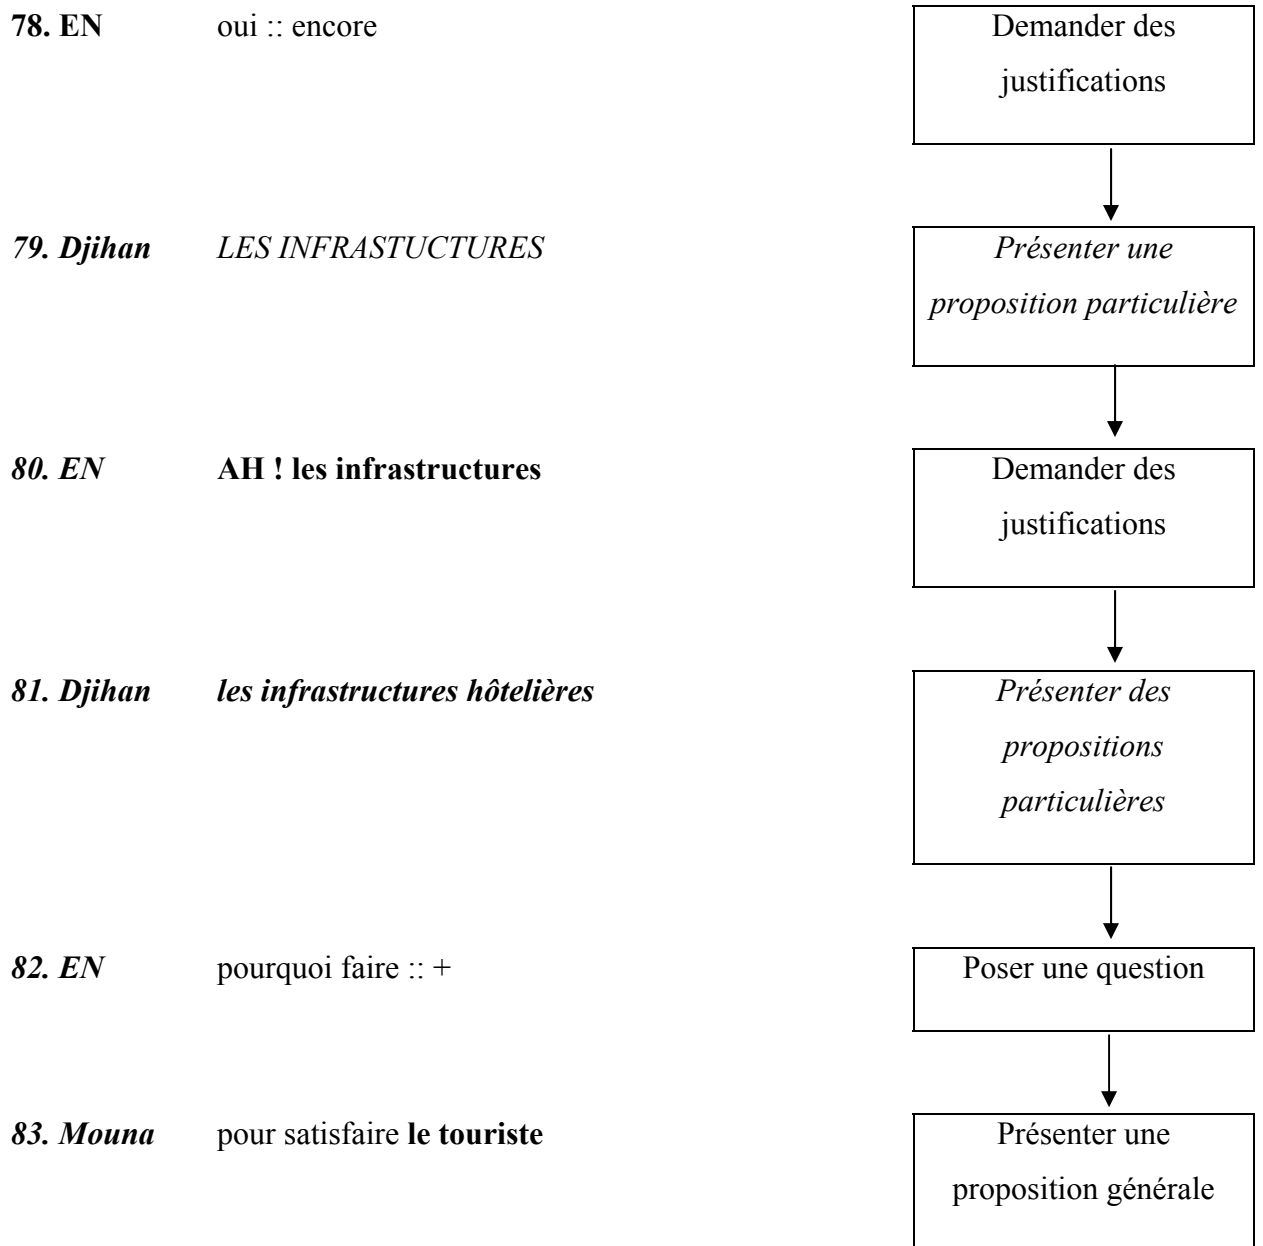 78. EN oui :: encore Demander des
justifications
79. Djihan LES INFRASTUCTURES Présenter une
proposition particulière
80. EN AH ! les infrastructures Demander des
justifications
81. Djihan les infrastructures hôtelières Présenter des
propositions
particulières
82. EN pourquoi faire :: + Poser une question
83. Mouna pour satisfaire le touriste Présenter une
proposition générale